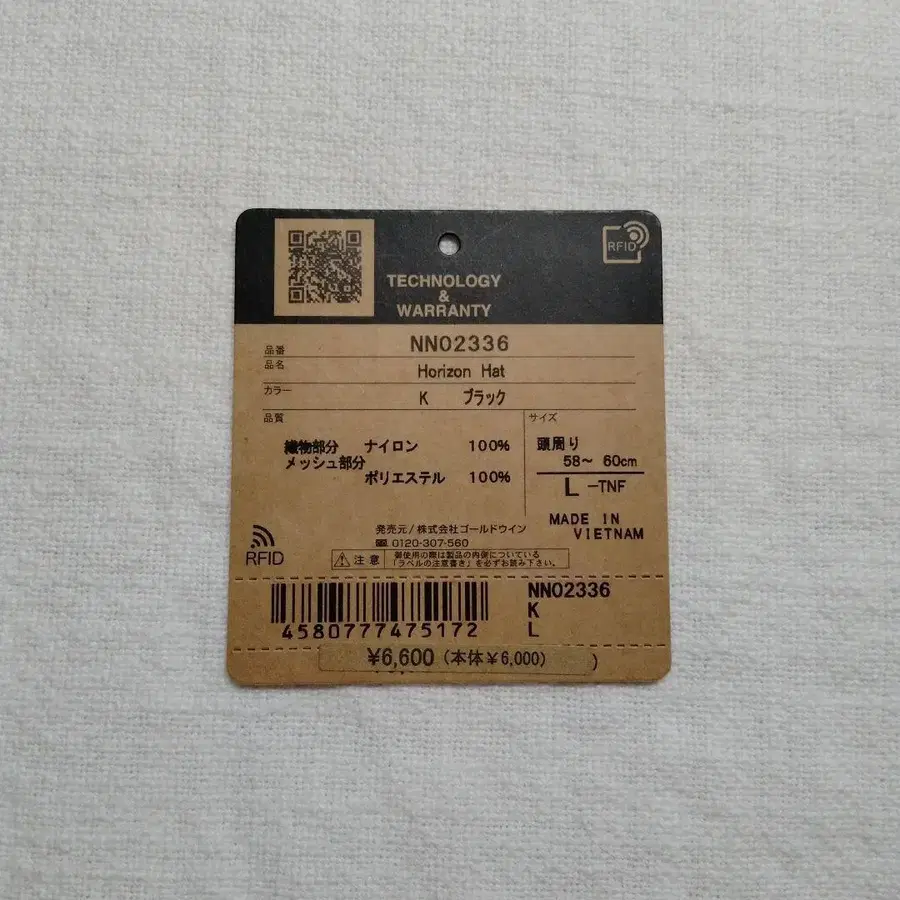 RFID
TECHNOLOGY
&
WARRANTY
品番 NN02336
品名 Horizon Hat
カラー K ブラック
品質
織物部分 ナイロン 100%
メッシュ部分
ポリエステル 100%
サイズ
頭周り
58~ 60cm
L -TNF
MADE IN
VIETNAM
発売元/株式会社ゴールドウイン
0120-307-560
RFID
注意 御使用の際は製品の内側についている
「ラベルの注意書き」を必ずお読み下さい。
4580777475172
NN02336
K
L
¥6,600 (本体¥6,000)
)